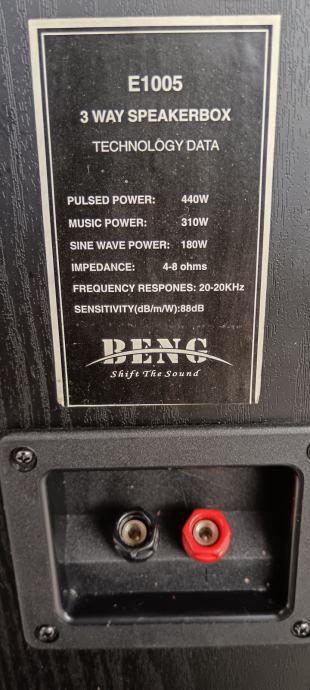 E1005
3 WAY SPEAKERBOX
TECHNOLOGY DATA
PULSED POWER: 440W
MUSIC POWER: 310W
SINE WAVE POWER: 180W
IMPEDANCE: 4-8 ohms
FREQUENCY RESPONES: 20-20KHz
SENSITIVITY(dB/m/W):88dB
BENG
Shift The Sound